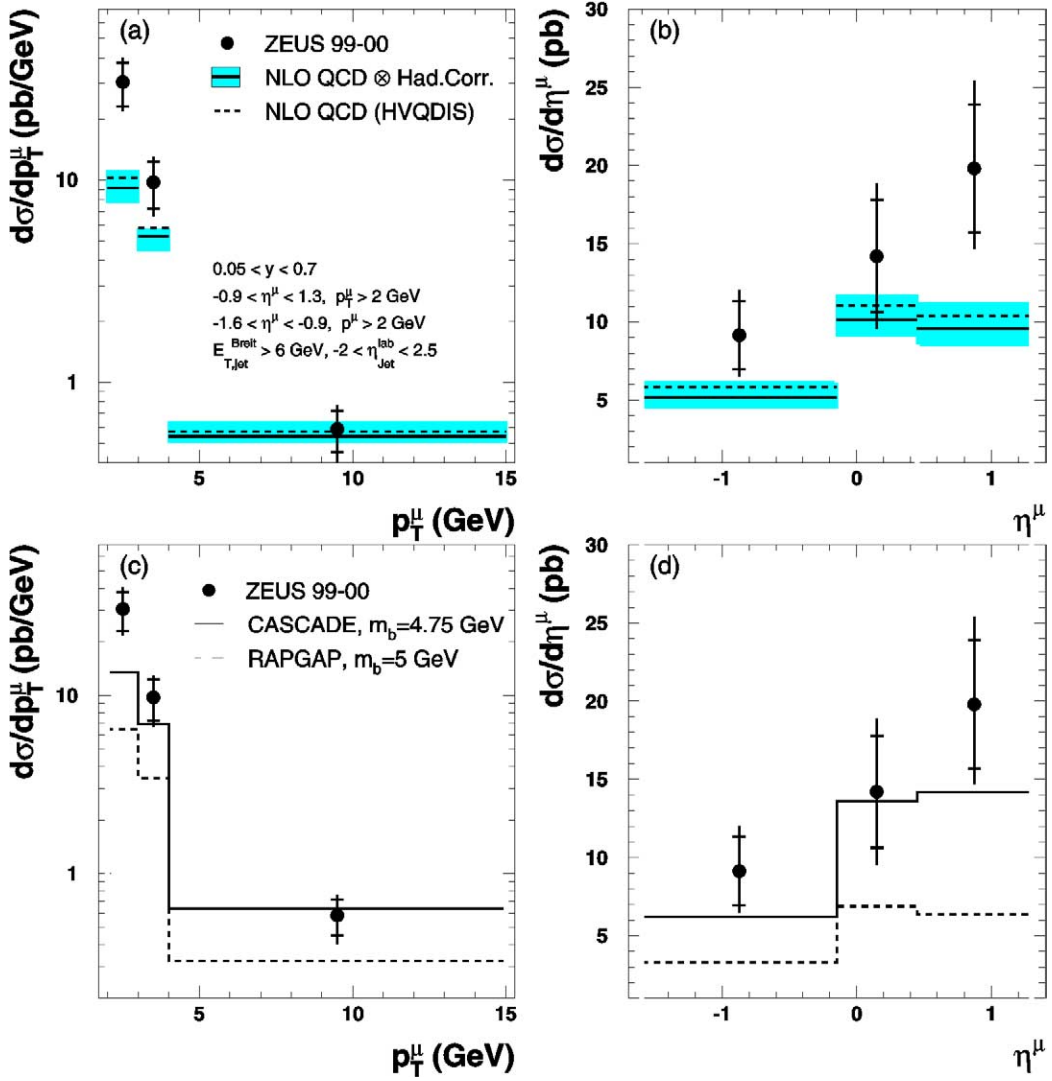 (a)
ZEUS 99-00
NLO QCD ⊗ Had.Corr.
NLO QCD (HVQDIS)
0.05 < y < 0.7
-0.9 < η^μ < 1.3, p_T^μ > 2 GeV
-1.6 < η^μ < -0.9, p^μ > 2 GeV
E_T,jet^Breit > 6 GeV, -2 < η_Jet^lab < 2.5
dσ/dp_T^μ (pb/GeV)
10
1
5
10
15
p_T^μ (GeV)
(b)
dσ/dη^μ (pb)
30
25
20
15
10
5
-1
0
1
η^μ
(c)
ZEUS 99-00
CASCADE, m_b=4.75 GeV
RAPGAP, m_b=5 GeV
dσ/dp_T^μ (pb/GeV)
10
1
5
10
15
p_T^μ (GeV)
(d)
dσ/dη^μ (pb)
30
25
20
15
10
5
-1
0
1
η^μ